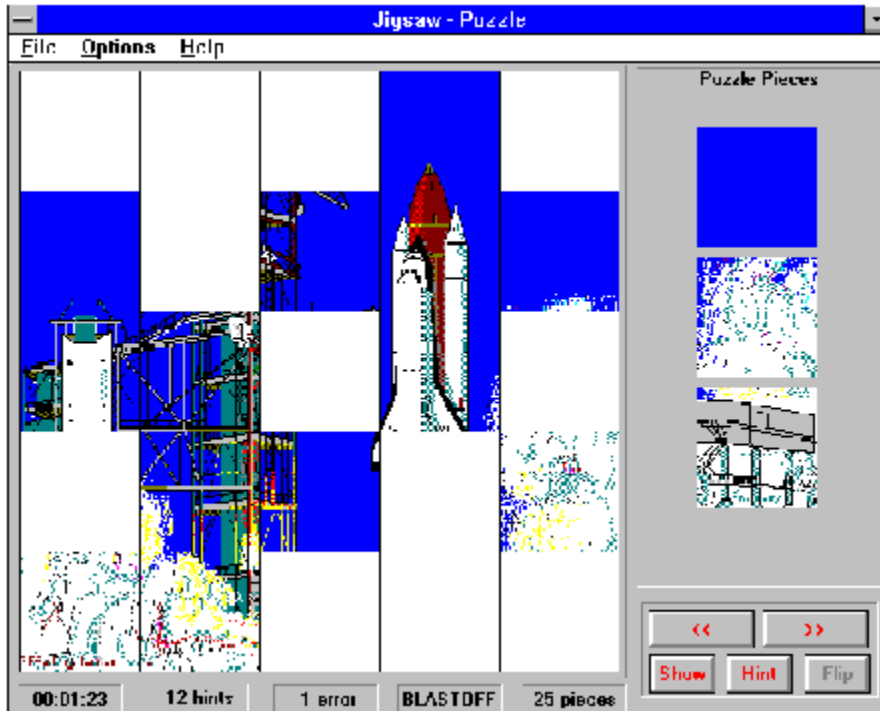 Jigsaw - Puzzle
File Options Help
Puzzle Pieces
<< >>
Show Hint Flip
00:01:23 12 hints 1 error BLASTOFF 25 pieces